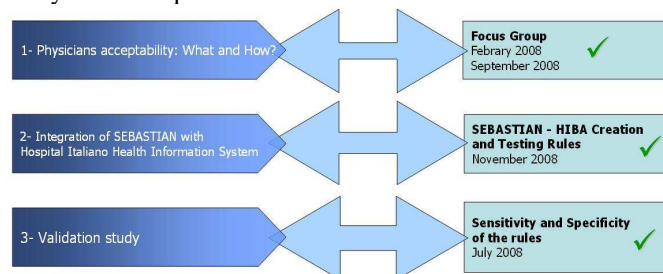 1- Physicians acceptability: What and How?
Focus Group
Febrary 2008
September 2008
2- Integration of SEBASTIAN with
Hospital Italiano Health Information System
SEBASTIAN - HIBA Creation
and Testing Rules
November 2008
3- Validation study
Sensitivity and Specificity
of the rules
July 2008